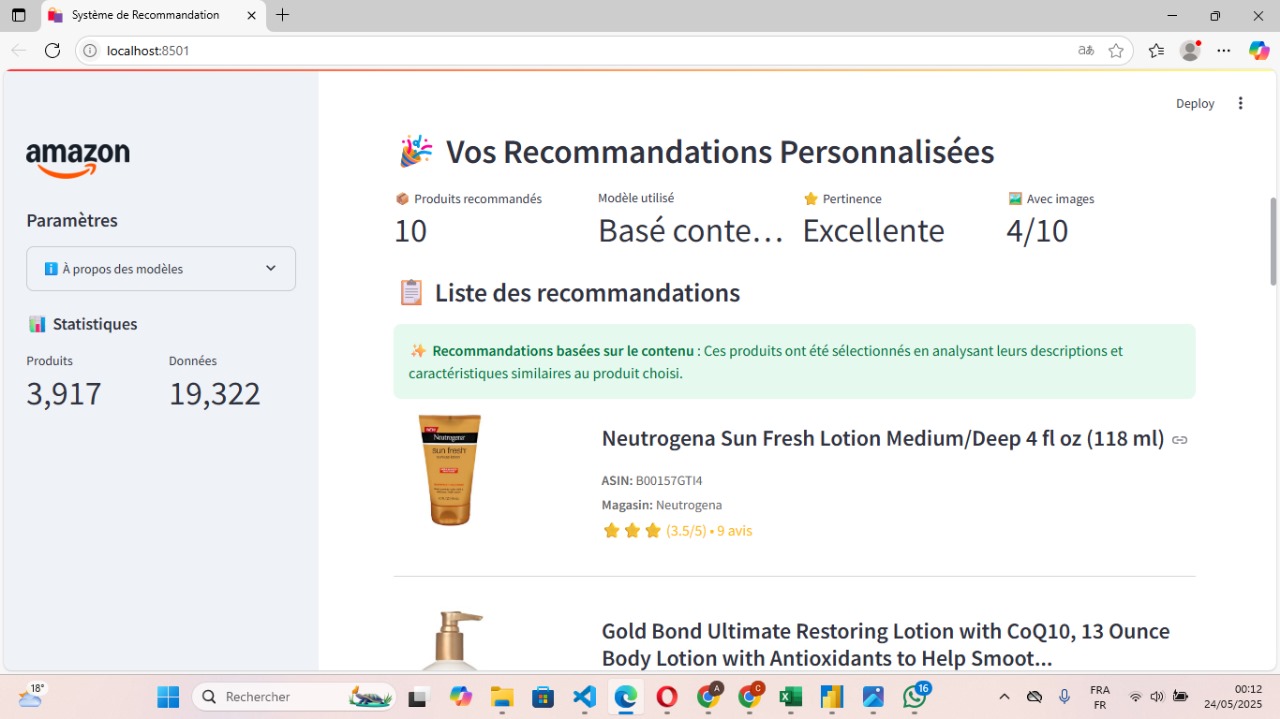 Système de Recommandation
localhost:8501
Deploy
amazon
Paramètres
À propos des modèles
Statistiques
Produits
Données
3,917
19,322
Vos Recommandations Personnalisées
Produits recommandés
Modèle utilisé
Pertinence
Avec images
10
Basé conte…
Excellente
4/10
Liste des recommandations
Recommandations basées sur le contenu : Ces produits ont été sélectionnés en analysant leurs descriptions et
caractéristiques similaires au produit choisi.
Neutrogena
sun fresh
Neutrogena Sun Fresh Lotion Medium/Deep 4 fl oz (118 ml)
ASIN: B00157GTI4
Magasin: Neutrogena
(3.5/5) • 9 avis
Gold Bond Ultimate Restoring Lotion with CoQ10, 13 Ounce
Body Lotion with Antioxidants to Help Smoot...
18°
Rechercher
A
C
16
FRA
FR
00:12
24/05/2025